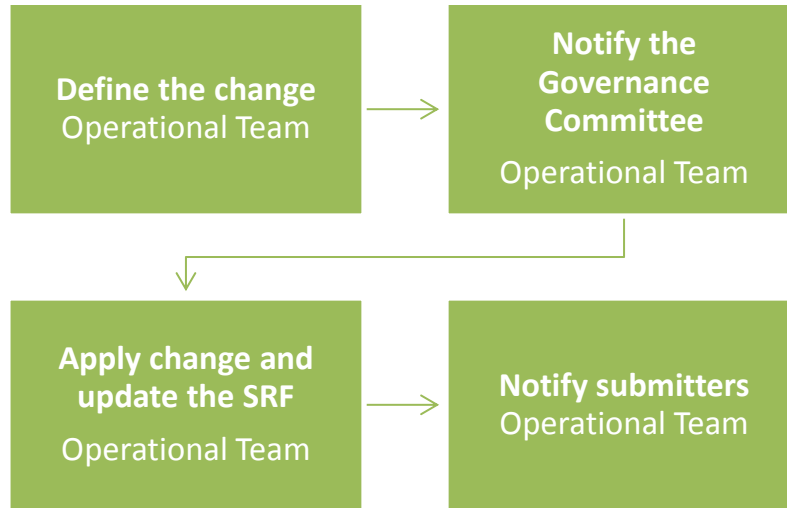 Define the change
Operational Team
Notify the
Governance
Committee
Operational Team
Apply change and
update the SRF
Operational Team
Notify submitters
Operational Team